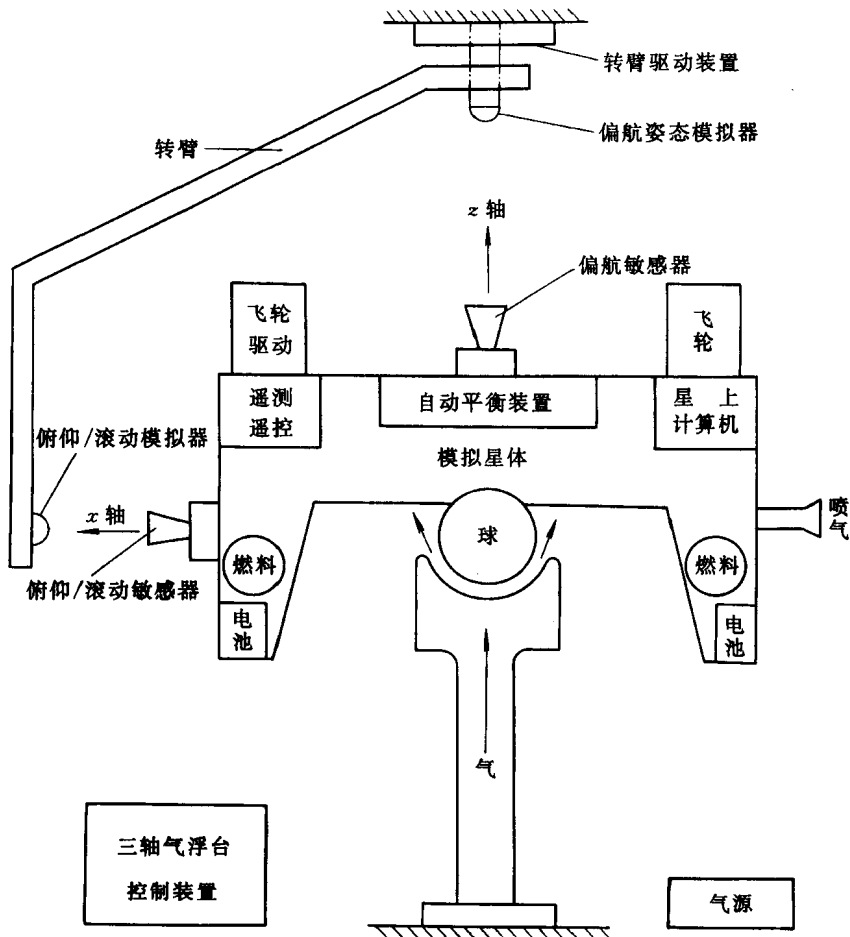 转臂驱动装置
偏航姿态模拟器
转臂
z 轴
偏航敏感器
飞轮
驱动
飞
轮
遥测
遥控
自动平衡装置
星 上
计算机
俯仰/滚动模拟器
模拟星体
x 轴
球
喷
气
燃料
燃料
俯仰/滚动敏感器
电
池
电
池
气
三轴气浮台
控制装置
气源